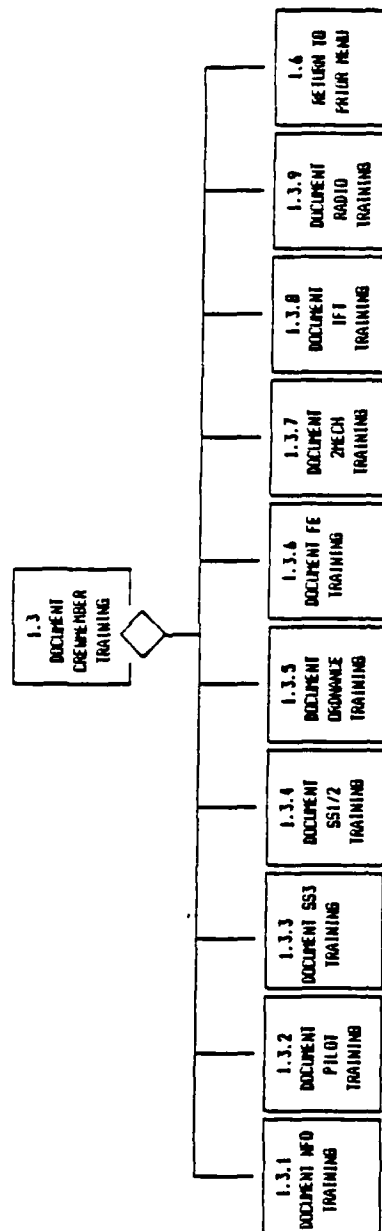 1.3
DOCUMENT
CREWMEMBER
TRAINING
1.3.1
DOCUMENT NFO
TRAINING
1.3.2
DOCUMENT
PILOT
TRAINING
1.3.3
DOCUMENT SS3
TRAINING
1.3.4
DOCUMENT
SS1/2
TRAINING
1.3.5
DOCUMENT
ORDNANCE
TRAINING
1.3.6
DOCUMENT FE
TRAINING
1.3.7
DOCUMENT
2MECH
TRAINING
1.3.8
DOCUMENT
IFT
TRAINING
1.3.9
DOCUMENT
RADIO
TRAINING
1.6
RETURN TO
PRIOR MENU